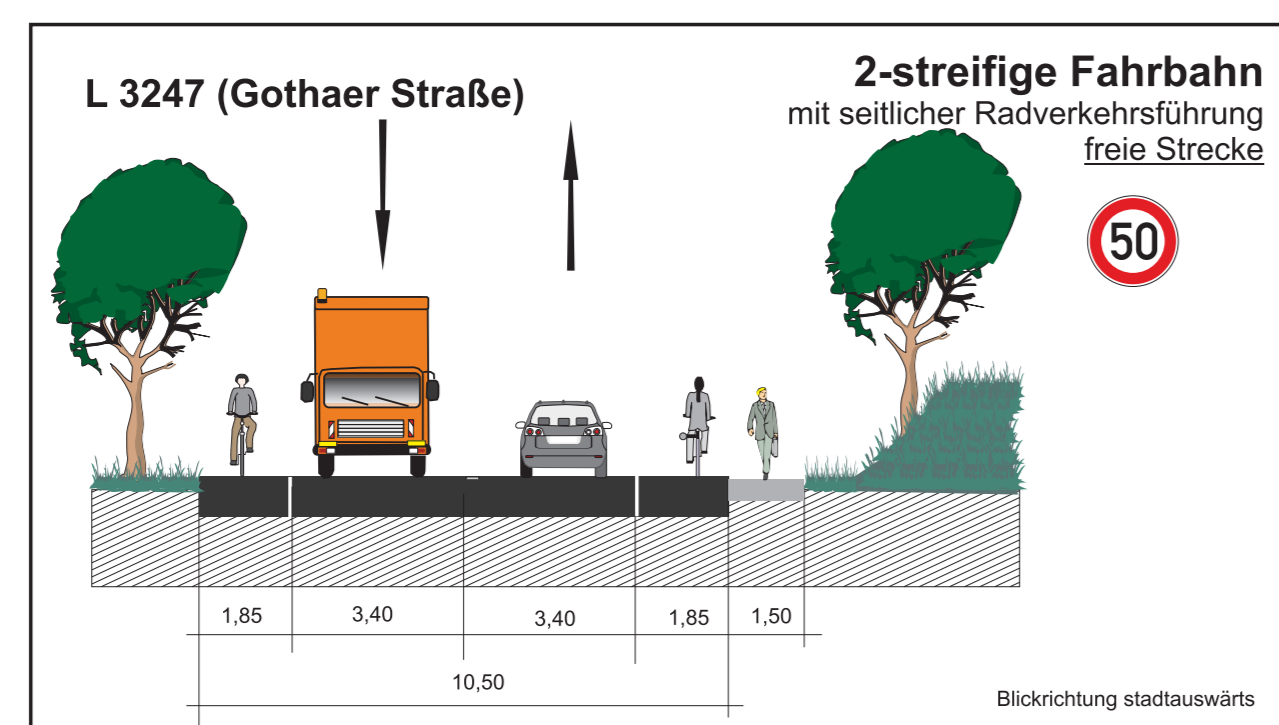 L 3247 (Gothaer Straße)
2-streifige Fahrbahn
mit seitlicher Radverkehrsführung
freie Strecke
50
1,85 3,40 3,40 1,85 1,50
10,50
Blickrichtung stadtauswärts